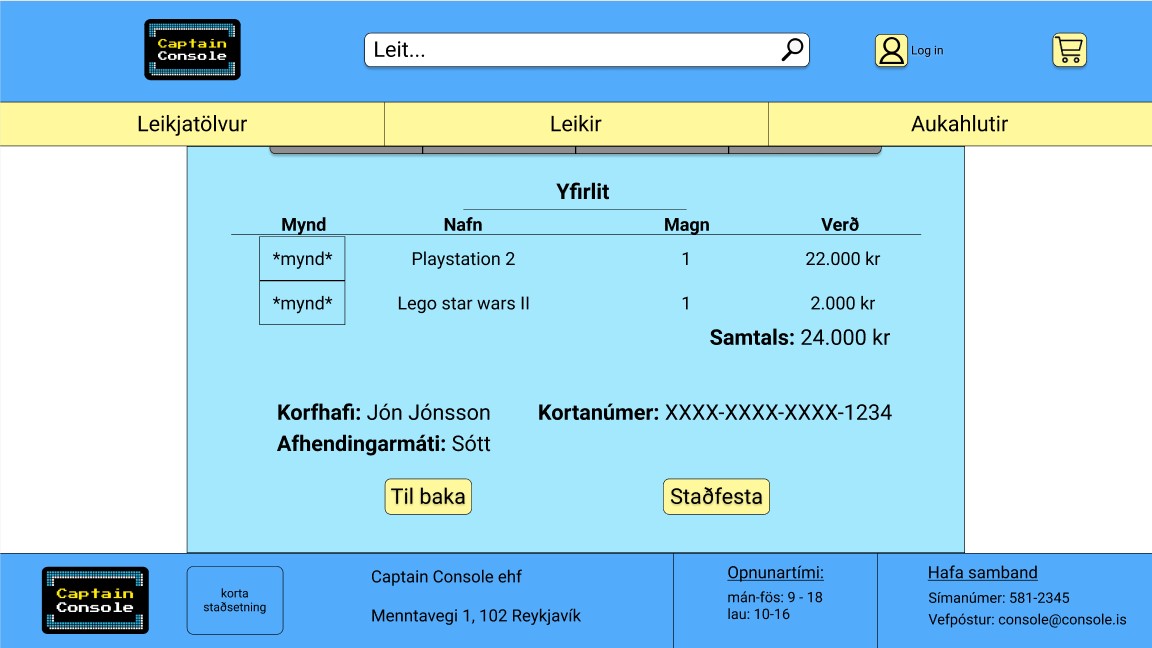 Captain
Console
Leit...
Log in
Leikjatölvur
Leikir
Aukahlutir
Yfirlit
Mynd Nafn Magn Verð
*mynd* Playstation 2 1 22.000 kr
*mynd* Lego star wars II 1 2.000 kr
Samtals: 24.000 kr
Korfhafi: Jón Jónsson Kortanúmer: XXXX-XXXX-XXXX-1234
Afhendingarmáti: Sótt
Til baka
Staðfesta
Captain
Console
korta
staðsetning
Captain Console ehf
Menntavegi 1, 102 Reykjavík
Opnunartími:
mán-fös: 9 - 18
lau: 10-16
Hafa samband
Símanúmer: 581-2345
Vefpóstur: console@console.is